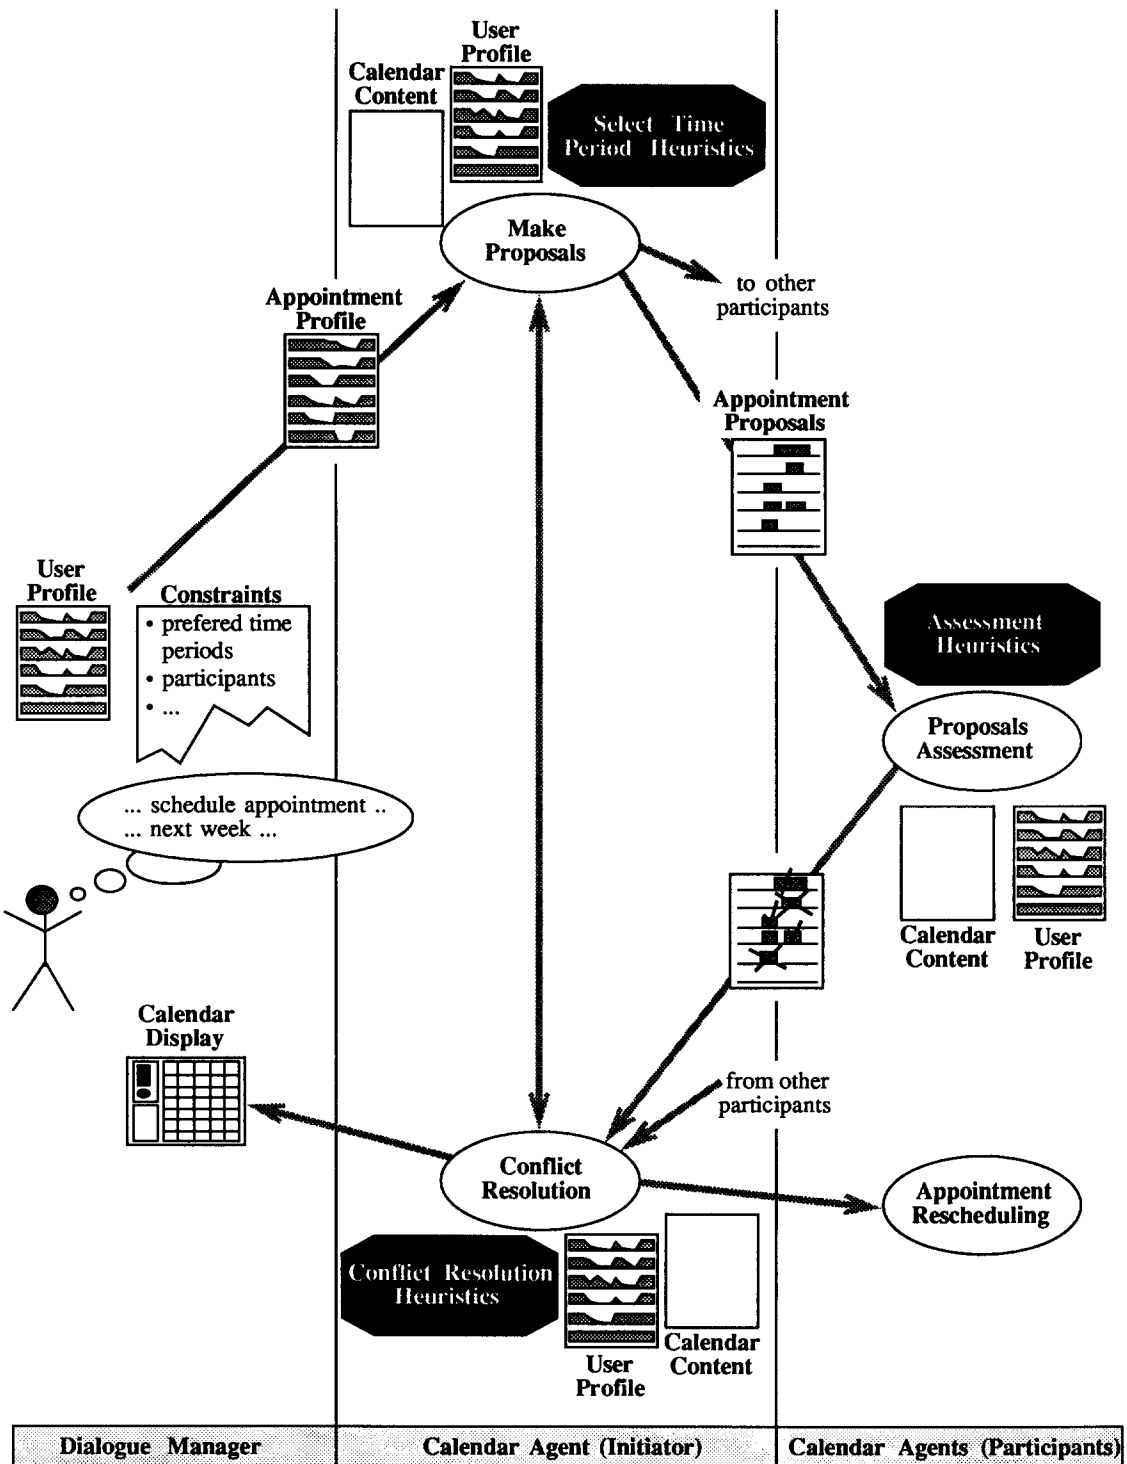 User
Profile
Calendar
Content
Select Time
Period Heuristics
Make
Proposals
to other
participants
Appointment
Profile
Appointment
Proposals
User
Profile
Constraints
• prefered time
periods
• participants
• ...
Assessment
Heuristics
Proposals
Assessment
... schedule appointment ..
... next week ...
Calendar
Content
User
Profile
Calendar
Display
from other
participants
Conflict
Resolution
Appointment
Rescheduling
Conflict Resolution
Heuristics
User
Profile
Calendar
Content
Dialogue Manager
Calendar Agent (Initiator)
Calendar Agents (Participants)